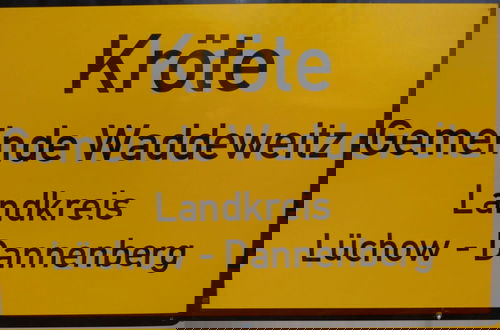 Kröte
Gemeinde Waddeweitz
Landkreis
Lüchow - Dannenberg